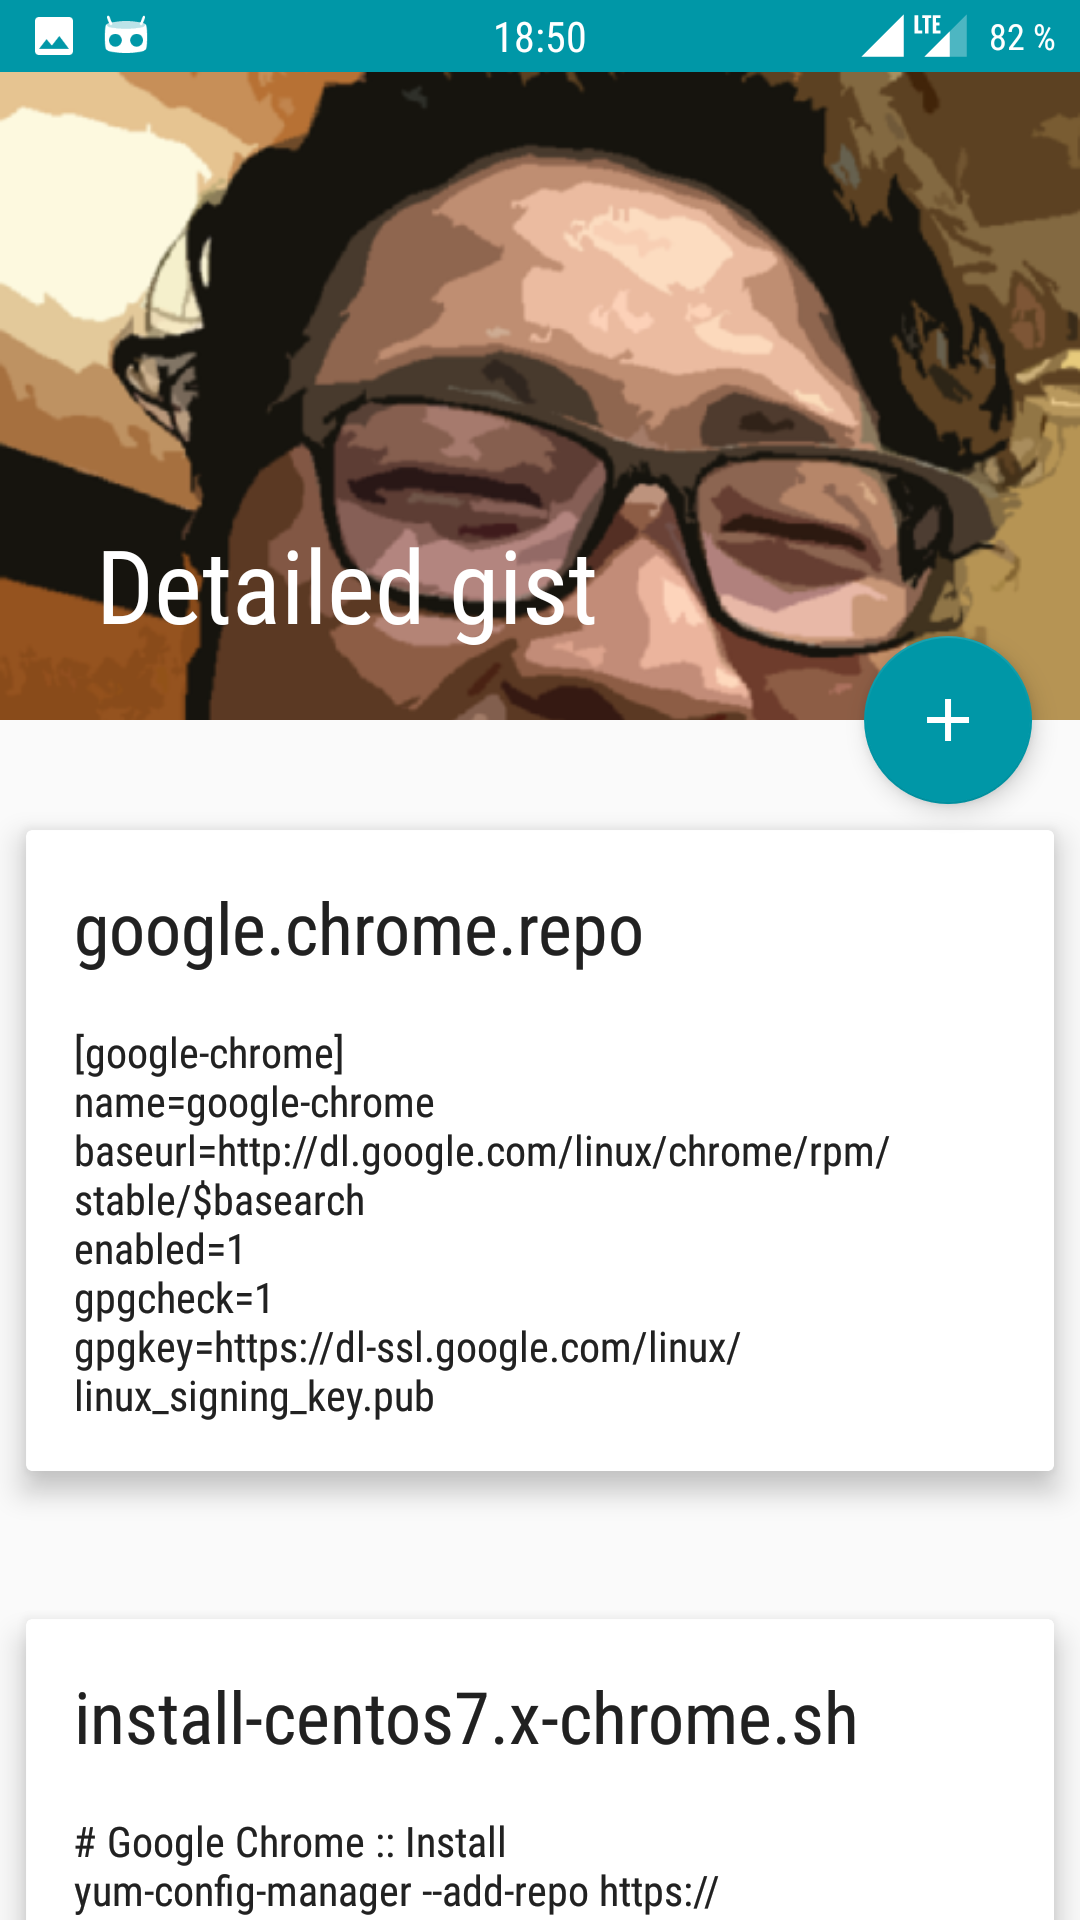 18:50 LTE 82 %
Detailed gist
google.chrome.repo
[google-chrome]
name=google-chrome
baseurl=http://dl.google.com/linux/chrome/rpm/
stable/$basearch
enabled=1
gpgcheck=1
gpgkey=https://dl-ssl.google.com/linux/
linux_signing_key.pub
install-centos7.x-chrome.sh
# Google Chrome :: Install
yum-config-manager --add-repo https://